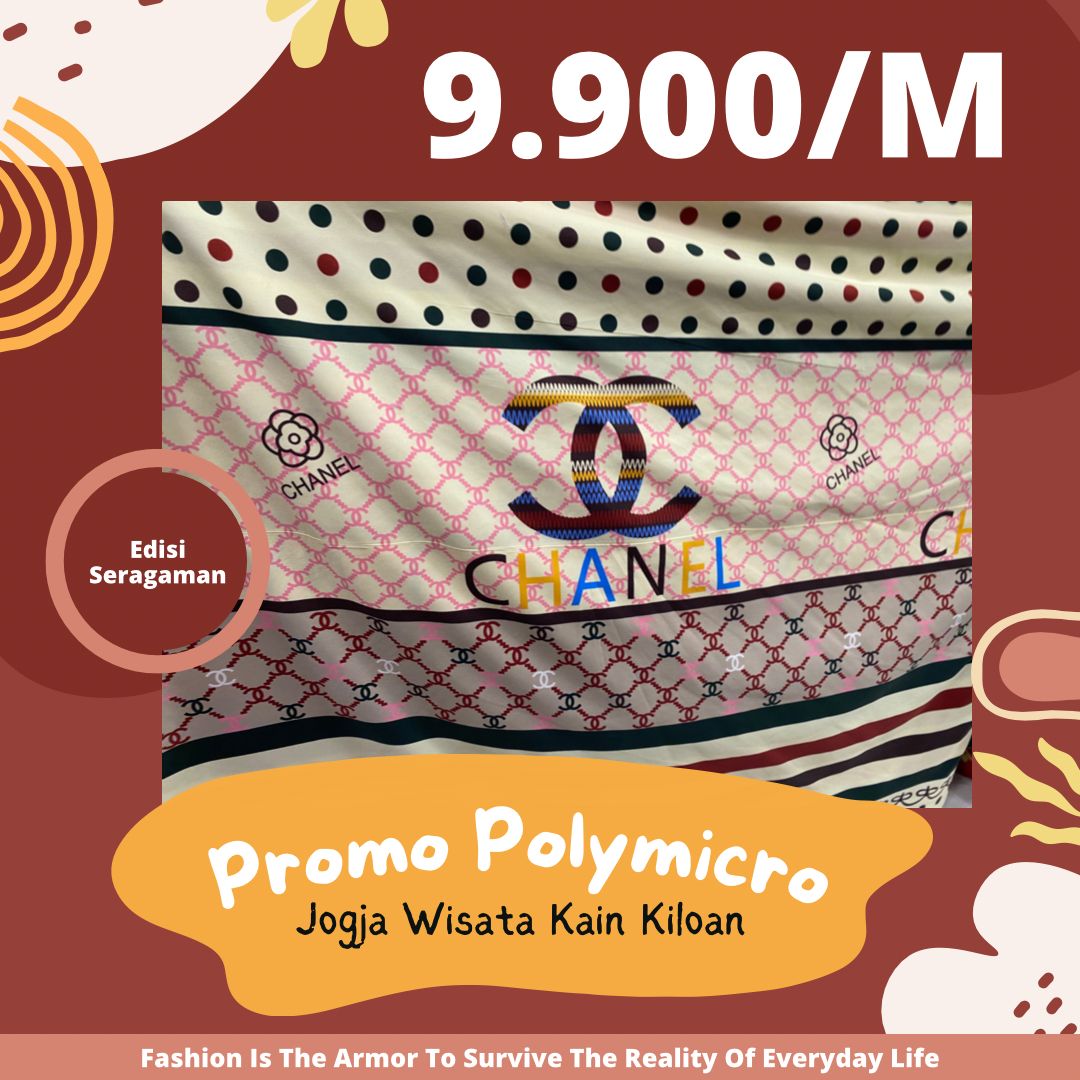 9.900/M
CHANEL
CHANEL
CHANEL
CH
Edisi
Seragaman
Promo Polymicro
Jogja Wisata Kain Kiloan
Fashion Is The Armor To Survive The Reality Of Everyday Life